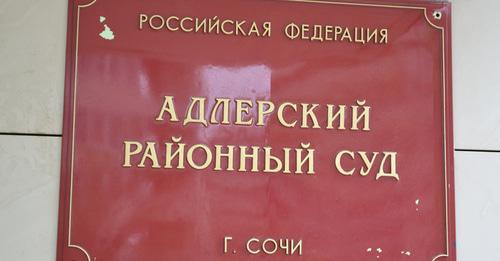 РОССИЙСКАЯ ФЕДЕРАЦИЯ
АДЛЕРСКИЙ
РАЙОННЫЙ СУД
Г. СОЧИ